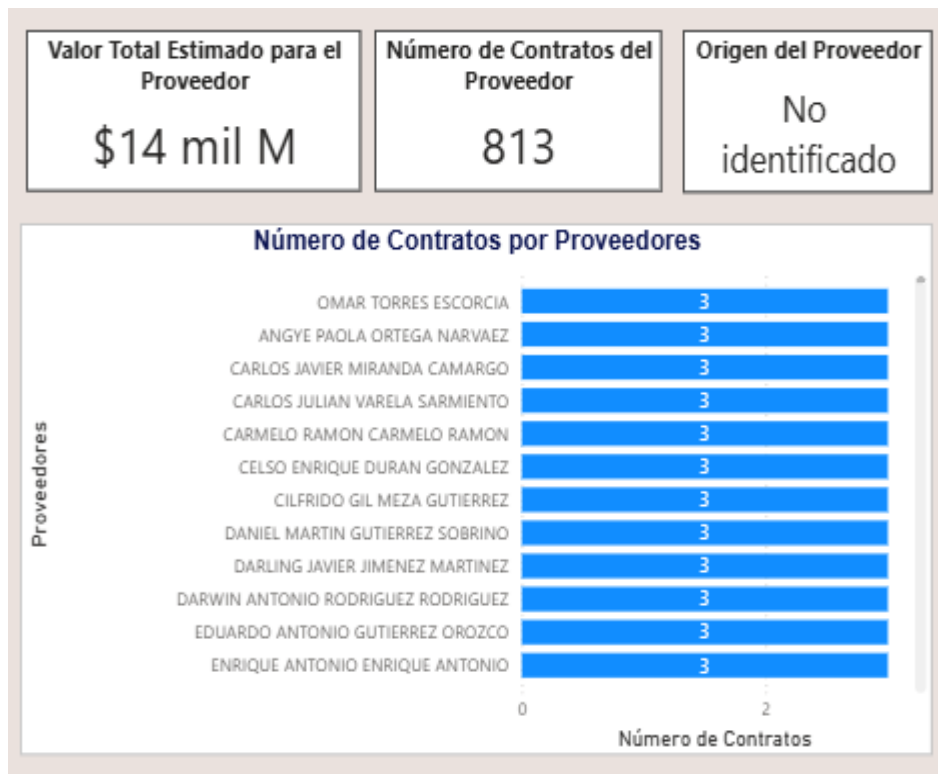 Valor Total Estimado para el
Proveedor
$14 mil M
Número de Contratos del
Proveedor
813
Origen del Proveedor
No
identificado
Número de Contratos por Proveedores
Proveedores
OMAR TORRES ESCORCIA 3
ANGYE PAOLA ORTEGA NARVAEZ 3
CARLOS JAVIER MIRANDA CAMARGO 3
CARLOS JULIAN VARELA SARMIENTO 3
CARMELO RAMON CARMELO RAMON 3
CELSO ENRIQUE DURAN GONZALEZ 3
CILFRIDO GIL MEZA GUTIERREZ 3
DANIEL MARTIN GUTIERREZ SOBRINO 3
DARLING JAVIER JIMENEZ MARTINEZ 3
DARWIN ANTONIO RODRIGUEZ RODRIGUEZ 3
EDUARDO ANTONIO GUTIERREZ OROZCO 3
ENRIQUE ANTONIO ENRIQUE ANTONIO 3
0 2
Número de Contratos